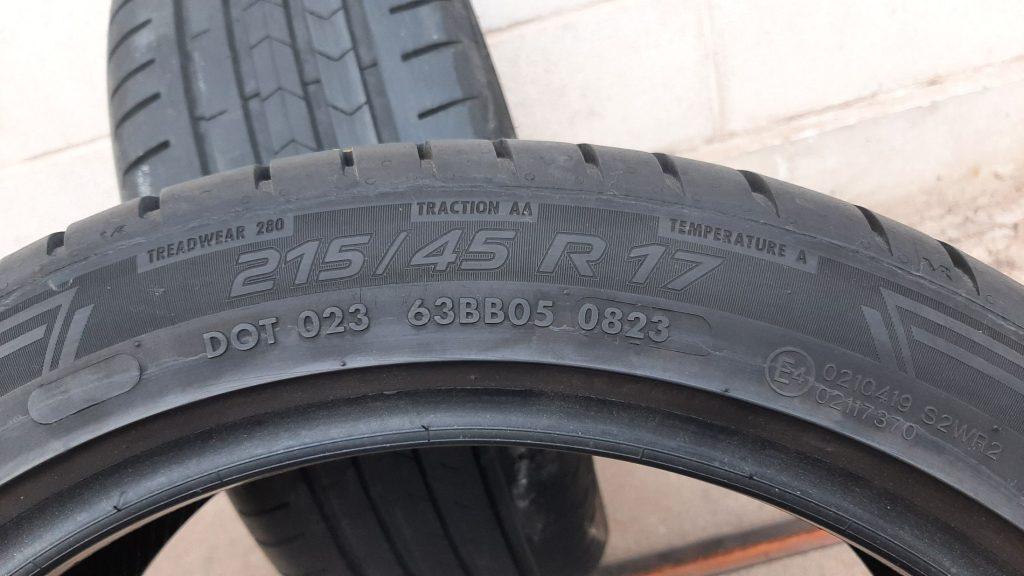 TREADWEAR 280
TRACTION AA
TEMPERATURE A
215/45 R 17
DOT 023 63BB05 0823
E4
0210419 S2WR2
02117370